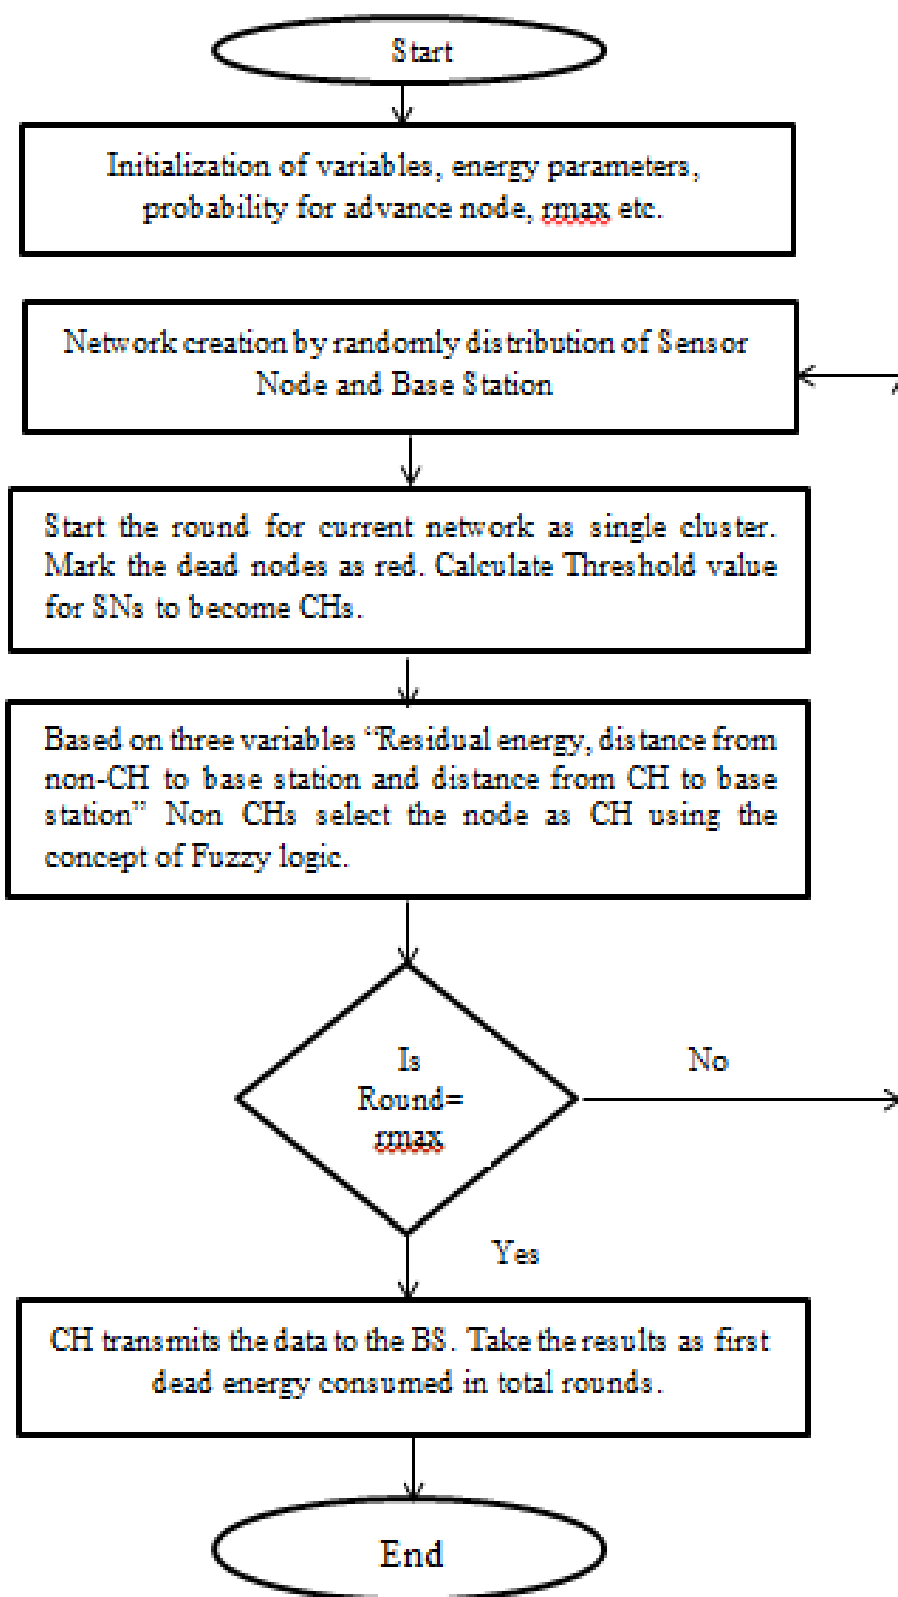 Start
Initialization of variables, energy parameters,
probability for advance node, rmax etc.
Network creation by randomly distribution of Sensor
Node and Base Station
Start the round for current network as single cluster.
Mark the dead nodes as red. Calculate Threshold value
for SNs to become CHs.
Based on three variables “Residual energy, distance from
non-CH to base station and distance from CH to base
station” Non CHs select the node as CH using the
concept of Fuzzy logic.
Is
Round=
rmax
No
Yes
CH transmits the data to the BS. Take the results as first
dead energy consumed in total rounds.
End